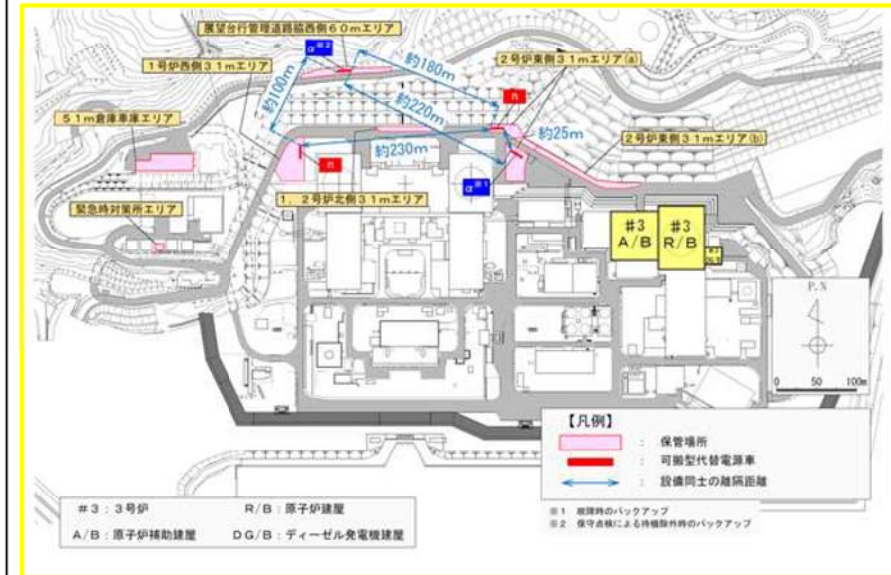 展望台行管理道路脇西側60mエリア
α※2
1号炉西側31mエリア
約180m
2号炉東側31mエリア(a)
n
約100m
約220m
51m倉庫車庫エリア
約25m
2号炉東側31mエリア(b)
約230m
n
α※1
緊急時対策所エリア
1,2号炉北側31mエリア
#3
A/B
#3
R/B
P.N
0 50 100m
【凡例】
: 保管場所
: 可搬型代替電源車
: 設備同士の離隔距離
#3:3号炉
R/B:原子炉建屋
A/B:原子炉補助建屋
DG/B:ディーゼル発電機建屋
※1 故障時のバックアップ
※2 保守点検による待機除外時のバックアップ